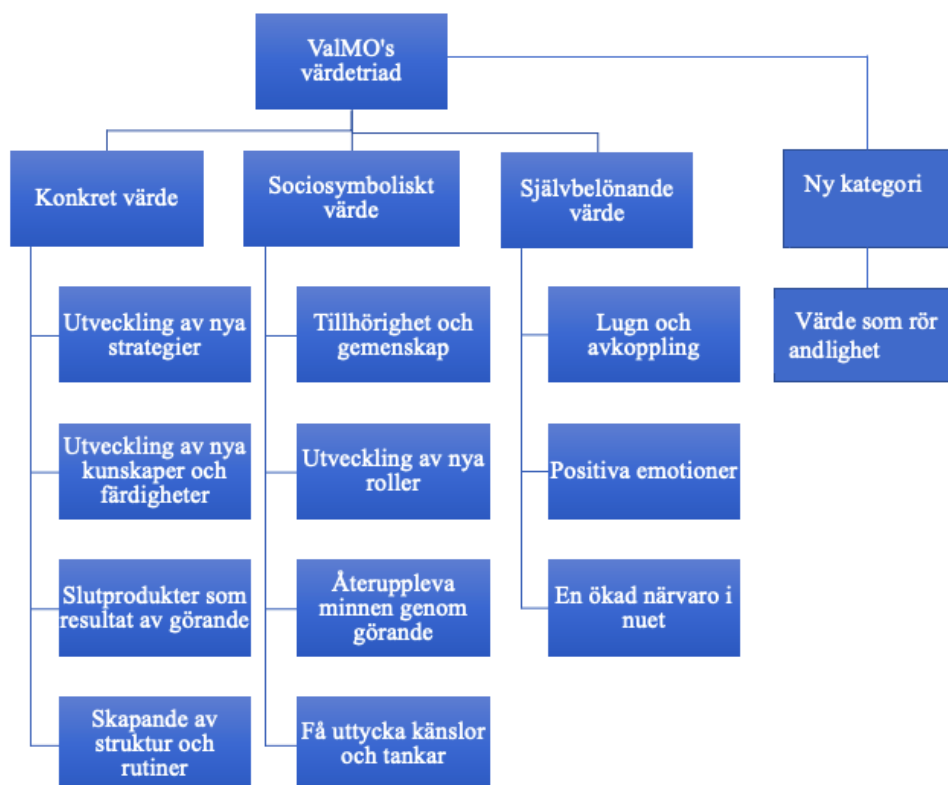 ValMO's
värdetriad
Konkret värde
Sociosymboliskt
värde
Självbelönande
värde
Ny kategori
Utveckling av nya
strategier
Tillhörighet och
gemenskap
Lugn och
avkoppling
Värde som rör
andlighet
Utveckling av nya
kunskaper och
färdigheter
Utveckling av nya
roller
Positiva emotioner
Slutprodukter som
resultat av görande
Återuppleva
minnen genom
görande
En ökad närvaro i
nuet
Skapande av
struktur och
rutiner
Få uttycka känslor
och tankar